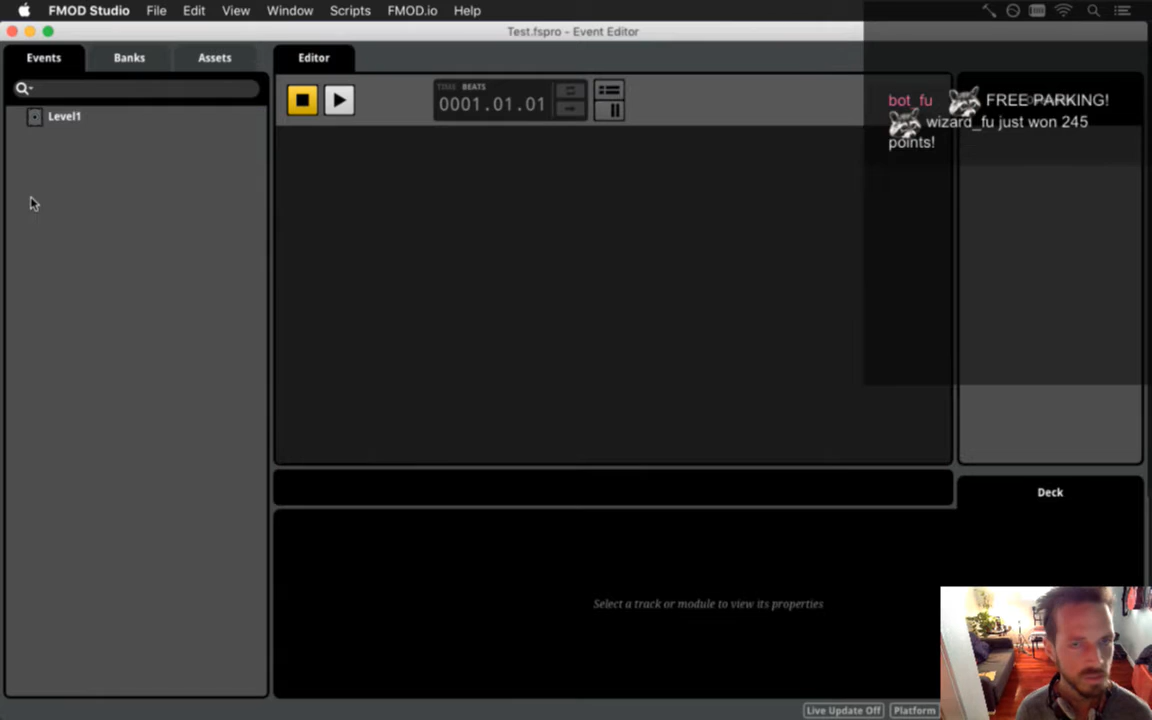 FMOD Studio File Edit View Window Scripts FMOD.io Help
Test.fspro - Event Editor
Events Banks Assets Editor
TIME BEATS
0001.01.01
Level1
bot_fu FREE PARKING!
wizard_fu just won 245
points!
Deck
Select a track or module to view its properties
Live Update Off Platform